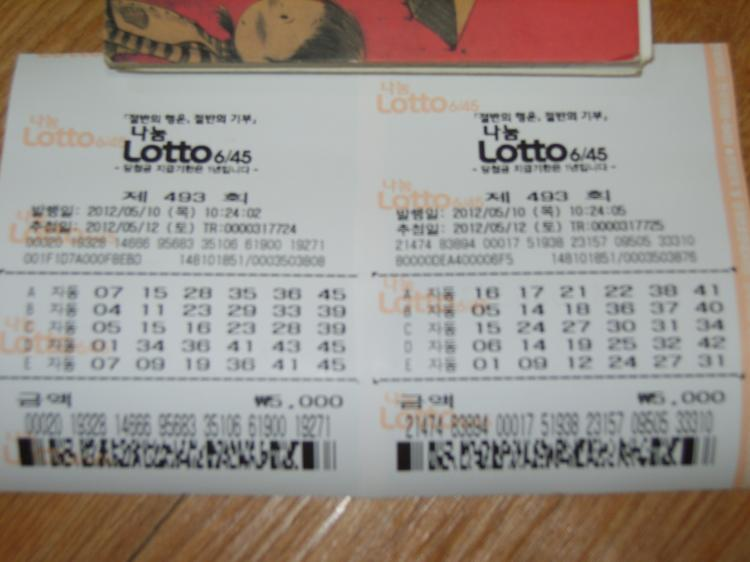 「절반의 행운, 절반의 기부」
나눔
Lotto 6/45
- 당첨금 지급기한은 1년입니다 -
제 493 회
발행일: 2012/05/10 (목) 10:24:02
추첨일: 2012/05/12 (토) TR:0000317724
00020 19328 14666 95683 35106 61900 19271
001F1D7A000FBEB0 148101851/0003503808
A 자동 07 15 28 35 36 45
B 자동 04 11 23 29 33 39
C 자동 05 15 16 23 28 39
D 자동 01 34 36 41 43 45
E 자동 07 09 19 36 41 45
금액 ₩5,000
00020 19328 14666 95683 35106 61900 19271
「절반의 행운, 절반의 기부」
나눔
Lotto 6/45
- 당첨금 지급기한은 1년입니다 -
제 493 회
발행일: 2012/05/10 (목) 10:24:05
추첨일: 2012/05/12 (토) TR:0000317725
21474 83894 00017 51938 23157 09505 33310
80000DEA400006F5 148101851/0003503876
A 자동 16 17 21 22 38 41
B 자동 05 14 18 36 37 40
C 자동 15 24 27 30 31 34
D 자동 06 14 19 25 32 42
E 자동 01 09 12 24 27 31
금액 ₩5,000
21474 83894 00017 51938 23157 09505 33310